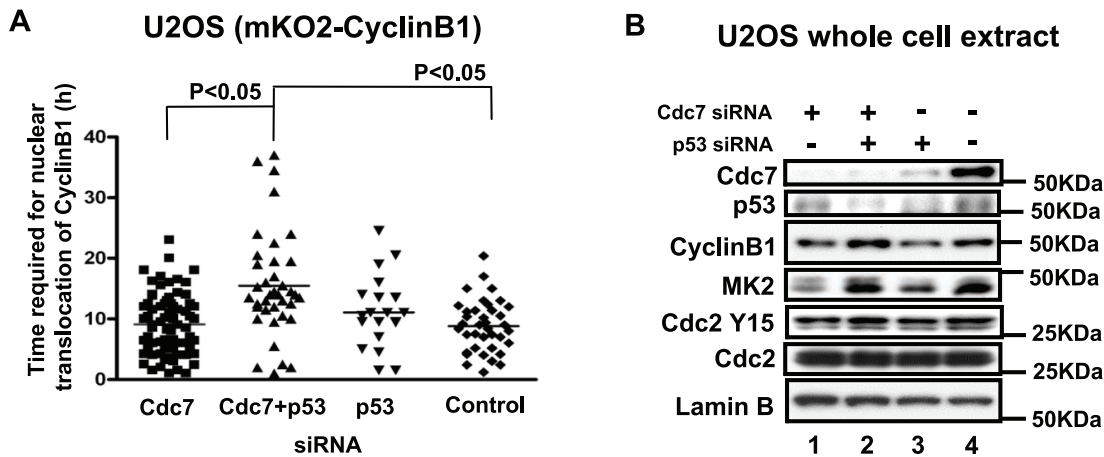 A
U2OS (mKO2-CyclinB1)
P<0.05
P<0.05
Time required for nuclear
translocation of CyclinB1 (h)
40
30
20
10
0
Cdc7
Cdc7+p53
p53
Control
siRNA
B
U2OS whole cell extract
Cdc7 siRNA + + - -
p53 siRNA - + + -
Cdc7
50KDa
p53
50KDa
CyclinB1
50KDa
MK2
50KDa
Cdc2 Y15
25KDa
Cdc2
25KDa
Lamin B
50KDa
1 2 3 4